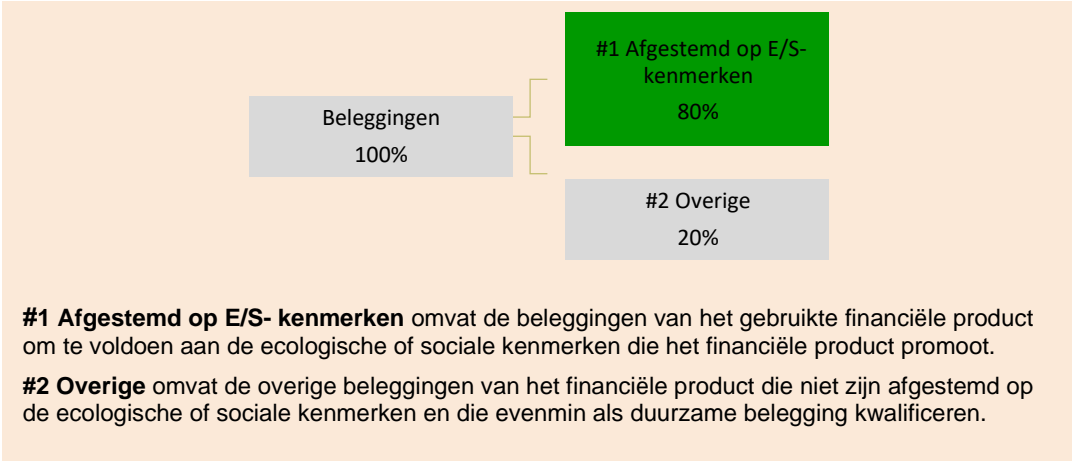 #1 Afgestemd op E/S-
kenmerken
80%
Beleggingen
100%
#2 Overige
20%
#1 Afgestemd op E/S- kenmerken omvat de beleggingen van het gebruikte financiële product
om te voldoen aan de ecologische of sociale kenmerken die het financiële product promoot.
#2 Overige omvat de overige beleggingen van het financiële product die niet zijn afgestemd op
de ecologische of sociale kenmerken en die evenmin als duurzame belegging kwalificeren.